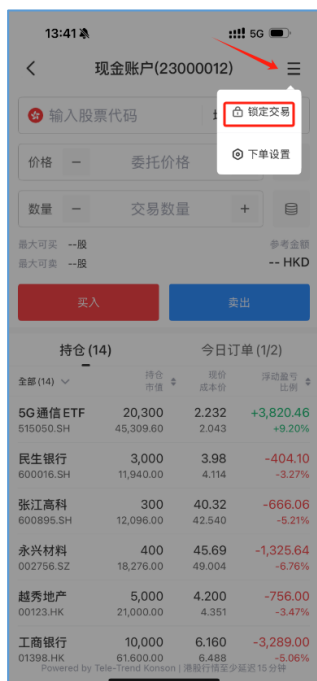 13:41 5G
现金账户(23000012)
输入股票代码
锁定交易
下单设置
价格 − 委托价格
数量 − 交易数量 +
最大可买 --股 参考金额
最大可卖 --股 -- HKD
买入 卖出
持仓 (14) 今日订单 (1/2)
全部 (14) 持仓 现价 浮动盈亏
市值 成本价 比例
5G通信ETF 20,300 2.232 +3,820.46
515050.SH 45,309.60 2.043 +9.20%
民生银行 3,000 3.98 -404.10
600016.SH 11,940.00 4.114 -3.27%
张江高科 300 40.32 -666.06
600895.SH 12,096.00 42.540 -5.21%
永兴材料 400 45.69 -1,325.64
002756.SZ 18,276.00 49.004 -6.76%
越秀地产 5,000 4.200 -756.00
00123.HK 21,000.00 4.351 -3.47%
工商银行 10,000 6.160 -3,289.00
01398.HK 61,600.00 6.488 -5.06%
Powered by Tele-Trend Konson | 港股行情至少延迟 15 分钟